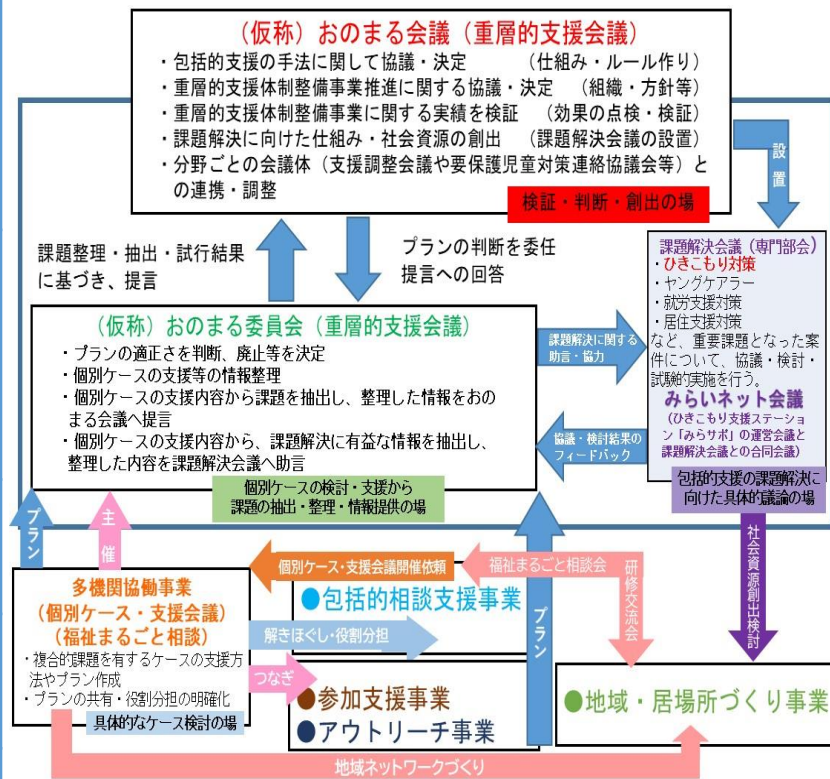 (仮称)おのまる会議(重層的支援会議)
・包括的支援の手法に関して協議・決定　(仕組み・ルール作り)
・重層的支援体制整備事業推進に関する協議・決定　(組織・方針等)
・重層的支援体制整備事業に関する実績を検証　(効果の点検・検証)
・課題解決に向けた仕組み・社会資源の創出　(課題解決会議の設置)
・分野ごとの会議体(支援調整会議や要保護児童対策連絡協議会等)と
の連携・調整
検証・判断・創出の場
設置
課題整理・抽出・試行結果
に基づき、提言
プランの判断を委任
提言への回答
課題解決会議(専門部会)
・ひきこもり対策
・ヤングケアラー
・就労支援対策
・居住支援対策
など、重要課題となった案
件について、協議・検討・
試験的実施を行う。
みらいネット会議
(ひきこもり支援ステーショ
ン「みらサポ」の運営会議と
課題解決会議との合同会議)
包括的支援の課題解決に
向けた具体的議論の場
(仮称)おのまる委員会(重層的支援会議)
・プランの適正さを判断、廃止等を決定
・個別ケースの支援等の情報整理
・個別ケースの支援内容から課題を抽出し、整理した情報をおの
まる会議へ提言
・個別ケースの支援内容から、課題解決に有益な情報を抽出し、
整理した内容を課題解決会議へ助言
個別ケースの検討・支援から
課題の抽出・整理・情報提供の場
課題解決に関する
助言・協力
協議・検討結果の
フィードバック
プラン
主催
プラン
社会資源創出検討
個別ケース・支援会議開催依頼
福祉まるごと相談会
研修交流会
多機関協働事業
(個別ケース・支援会議)
(福祉まるごと相談)
・複合的課題を有するケースの支援方
法やプラン作成
・プランの共有・役割分担の明確化
具体的なケース検討の場
●包括的相談支援事業
解きほぐし・役割分担
つなぎ
●参加支援事業
●アウトリーチ事業
●地域・居場所づくり事業
地域ネットワークづくり